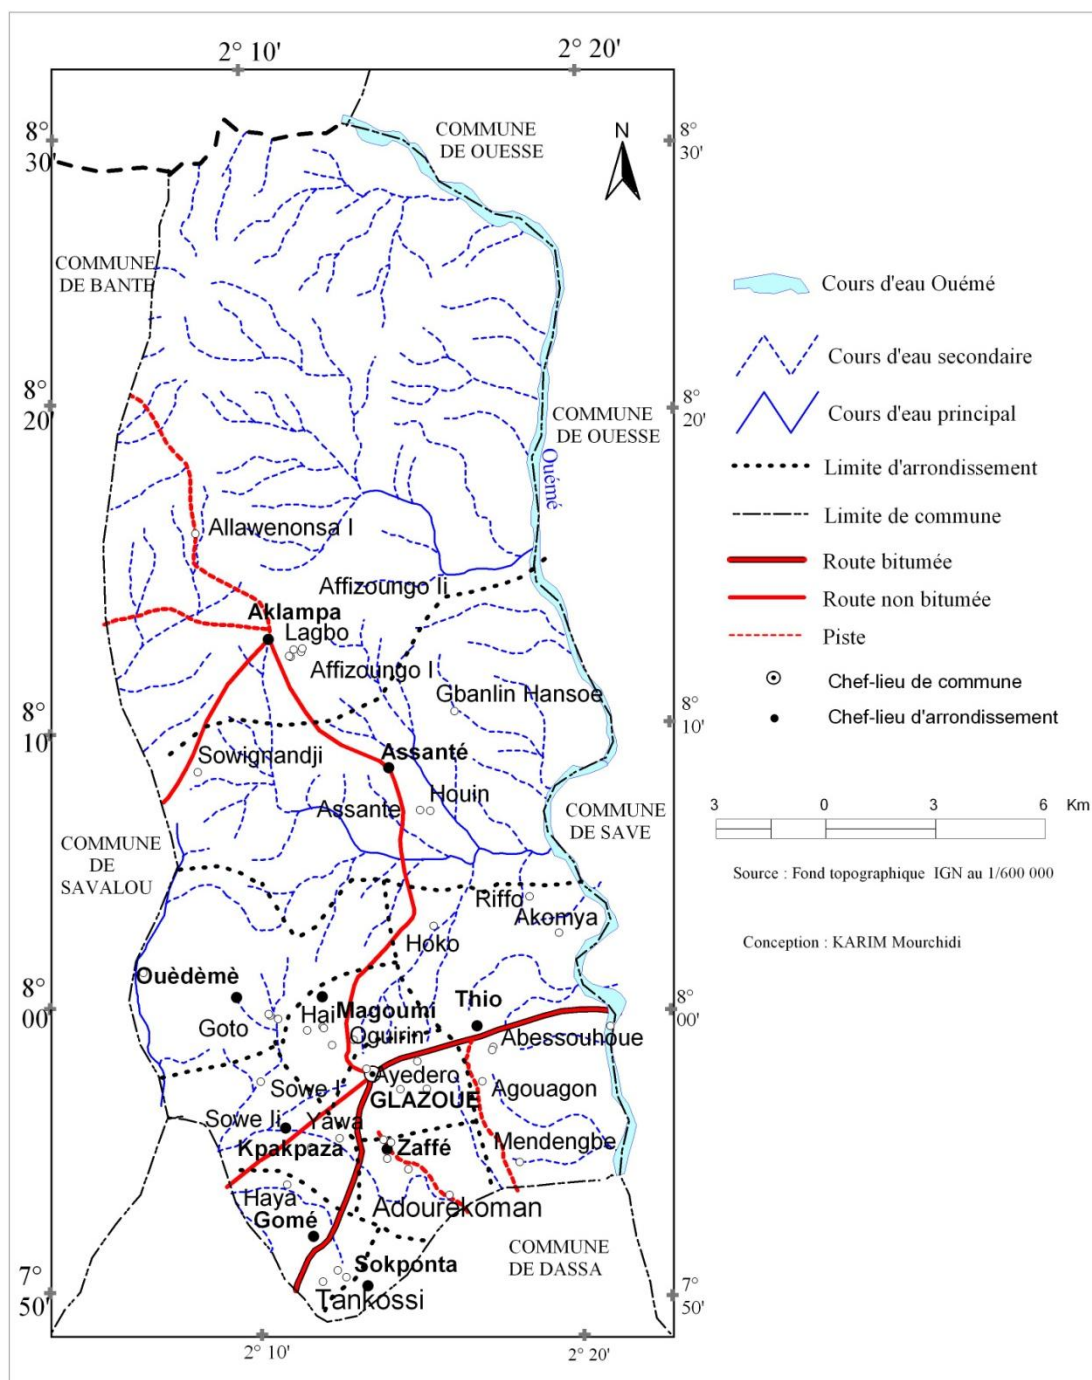 2° 10'
2° 20'
8°
30'
COMMUNE
DE OUESSE
N
8°
30'
COMMUNE
DE BANTE
Cours d'eau Ouémé
Cours d'eau secondaire
8°
20'
COMMUNE
DE OUESSE
8°
20'
Cours d'eau principal
Ouémé
Limite d'arrondissement
Limite de commune
Allawenonsa I
Route bitumée
Affizoungo Ii
Route non bitumée
Aklampa
Lagbo
Piste
Affizoungo I
Gbanlin Hansoe
Chef-lieu de commune
Chef-lieu d'arrondissement
8°
10'
8°
10'
Sowignandji
Assanté
Assante
Houin
COMMUNE
DE SAVE
3 0 3 6 Km
COMMUNE
DE
SAVALOU
Source : Fond topographique IGN au 1/600 000
Riffo
Akomya
Hoko
Conception : KARIM Mourchidi
Ouèdèmè
8°
00'
Goto
Hai
Magoumi
Thio
8°
00'
Oguirin
Abessouhoue
Ayedero
Sowe I
GLAZOUE
Agouagon
Sowe Ii
Yawa
Kpakpaza
Zaffé
Mendengbe
Haya
Adourekoman
Gomé
Sokponta
COMMUNE
DE DASSA
7°
50'
Tankossi
7°
50'
2° 10'
2° 20'